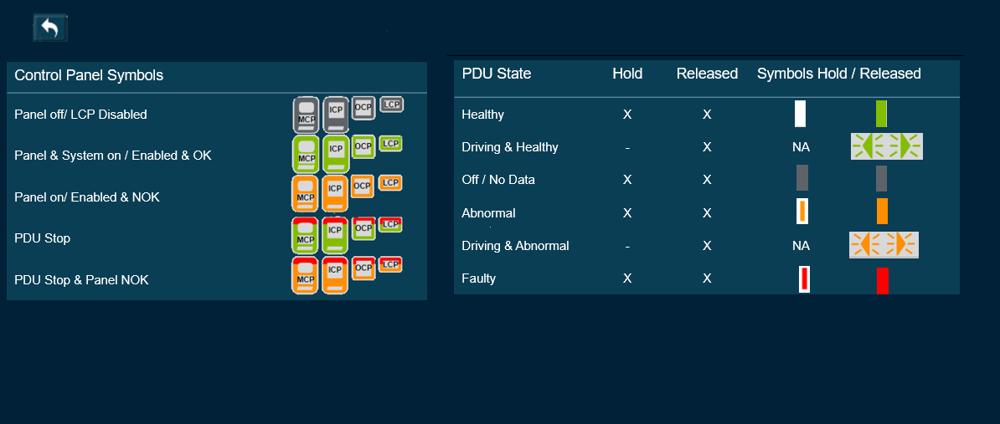 Control Panel Symbols
Panel off/ LCP Disabled MCP ICP OCP LCP
Panel & System on / Enabled & OK MCP ICP OCP LCP
Panel on/ Enabled & NOK MCP ICP OCP LCP
PDU Stop MCP ICP OCP LCP
PDU Stop & Panel NOK MCP ICP OCP LCP
PDU State Hold Released Symbols Hold / Released
Healthy X X
Driving & Healthy - X NA
Off / No Data X X
Abnormal X X
Driving & Abnormal - X NA
Faulty X X